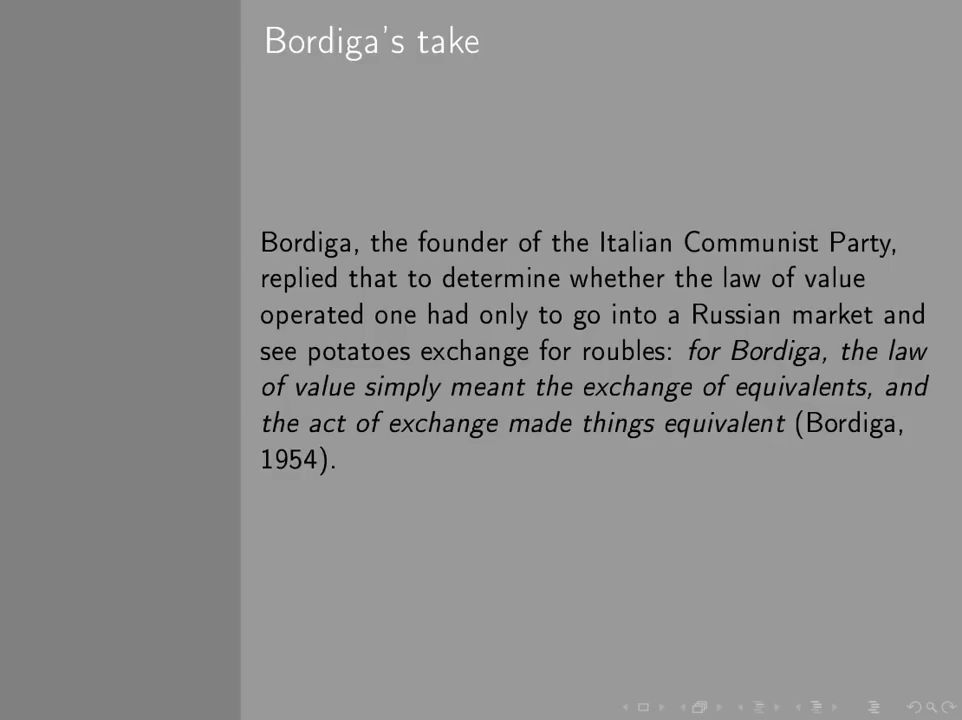 Bordiga's take
Bordiga, the founder of the Italian Communist Party,
replied that to determine whether the law of value
operated one had only to go into a Russian market and
see potatoes exchange for roubles: for Bordiga, the law
of value simply meant the exchange of equivalents, and
the act of exchange made things equivalent (Bordiga,
1954).